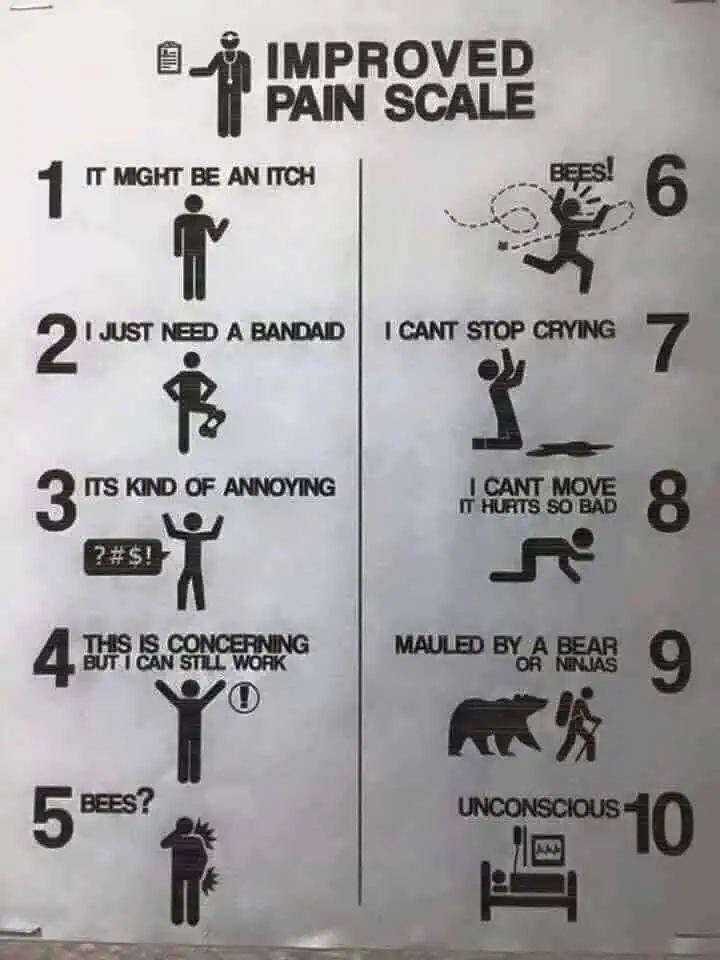 IMPROVED
PAIN SCALE
1 IT MIGHT BE AN ITCH
2 I JUST NEED A BANDAID
3 ITS KIND OF ANNOYING
?#$!
4 THIS IS CONCERNING
BUT I CAN STILL WORK
!
5 BEES?
BEES! 6
I CANT STOP CRYING 7
I CANT MOVE 8
IT HURTS SO BAD
MAULED BY A BEAR 9
OR NINJAS
UNCONSCIOUS 10